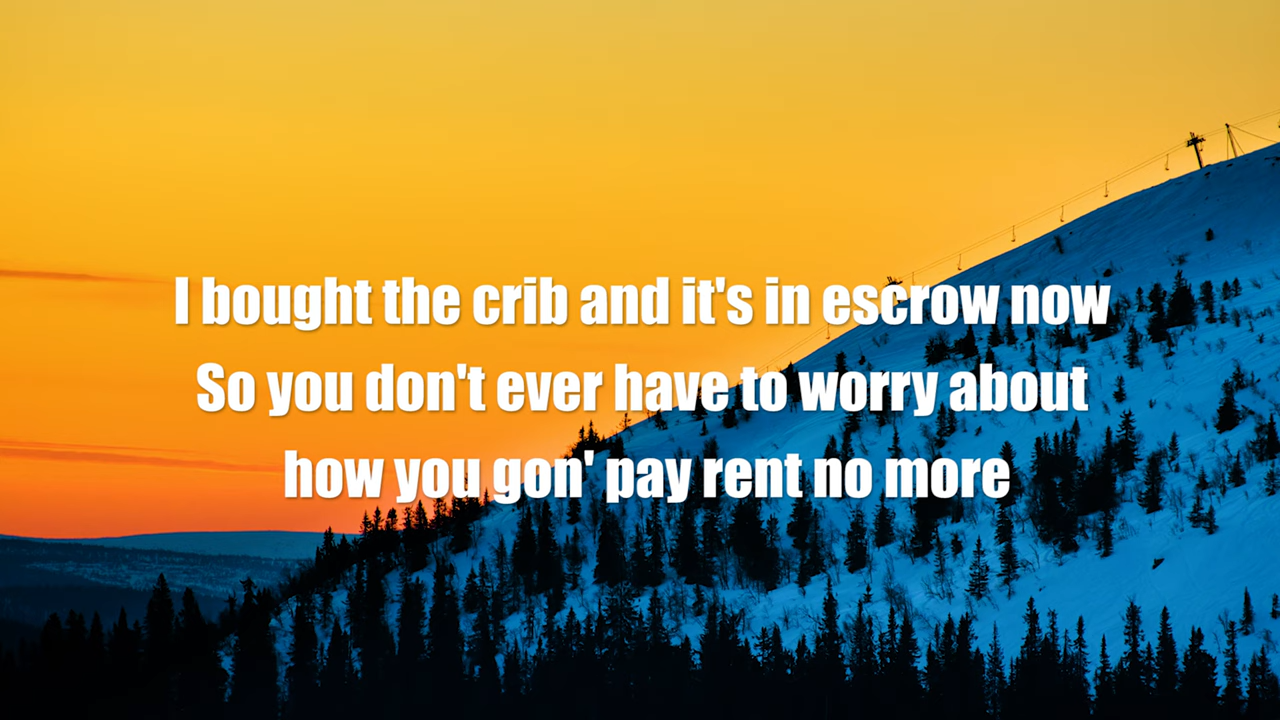 I bought the crib and it's in escrow now
So you don't ever have to worry about
how you gon' pay rent no more